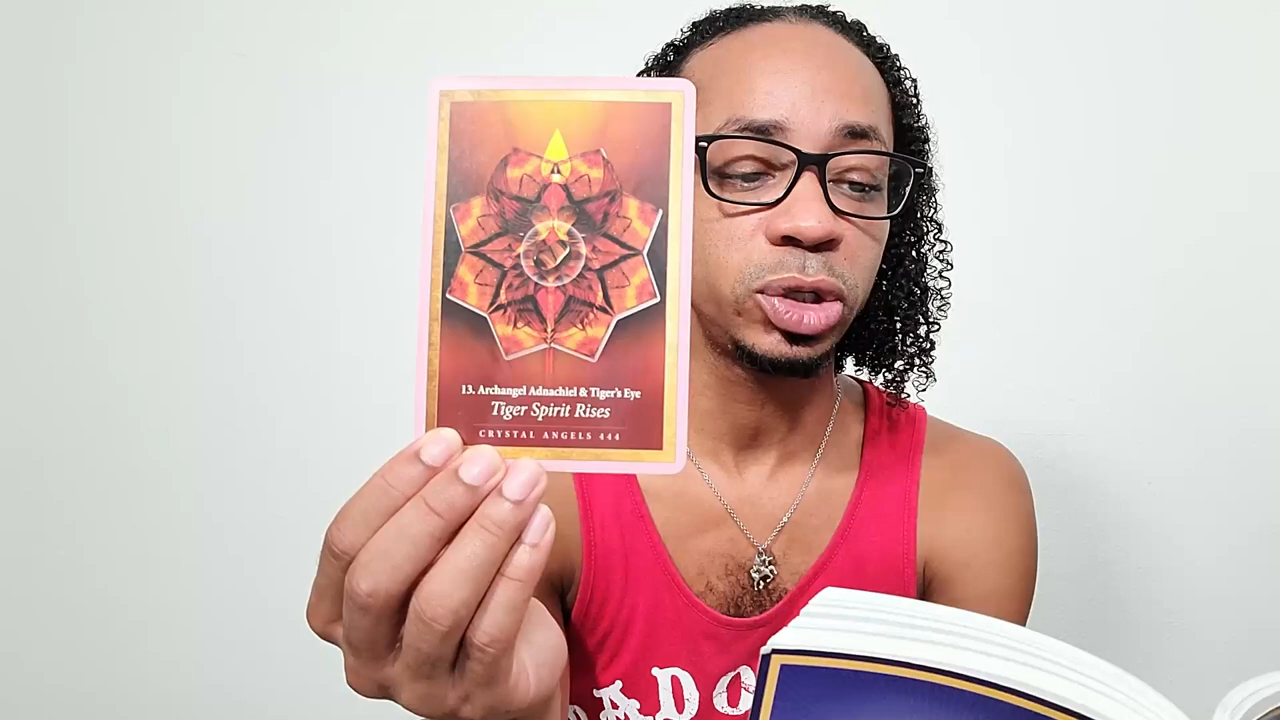 13. Archangel Adnachiel & Tiger's Eye
Tiger Spirit Rises
CRYSTAL ANGELS 444